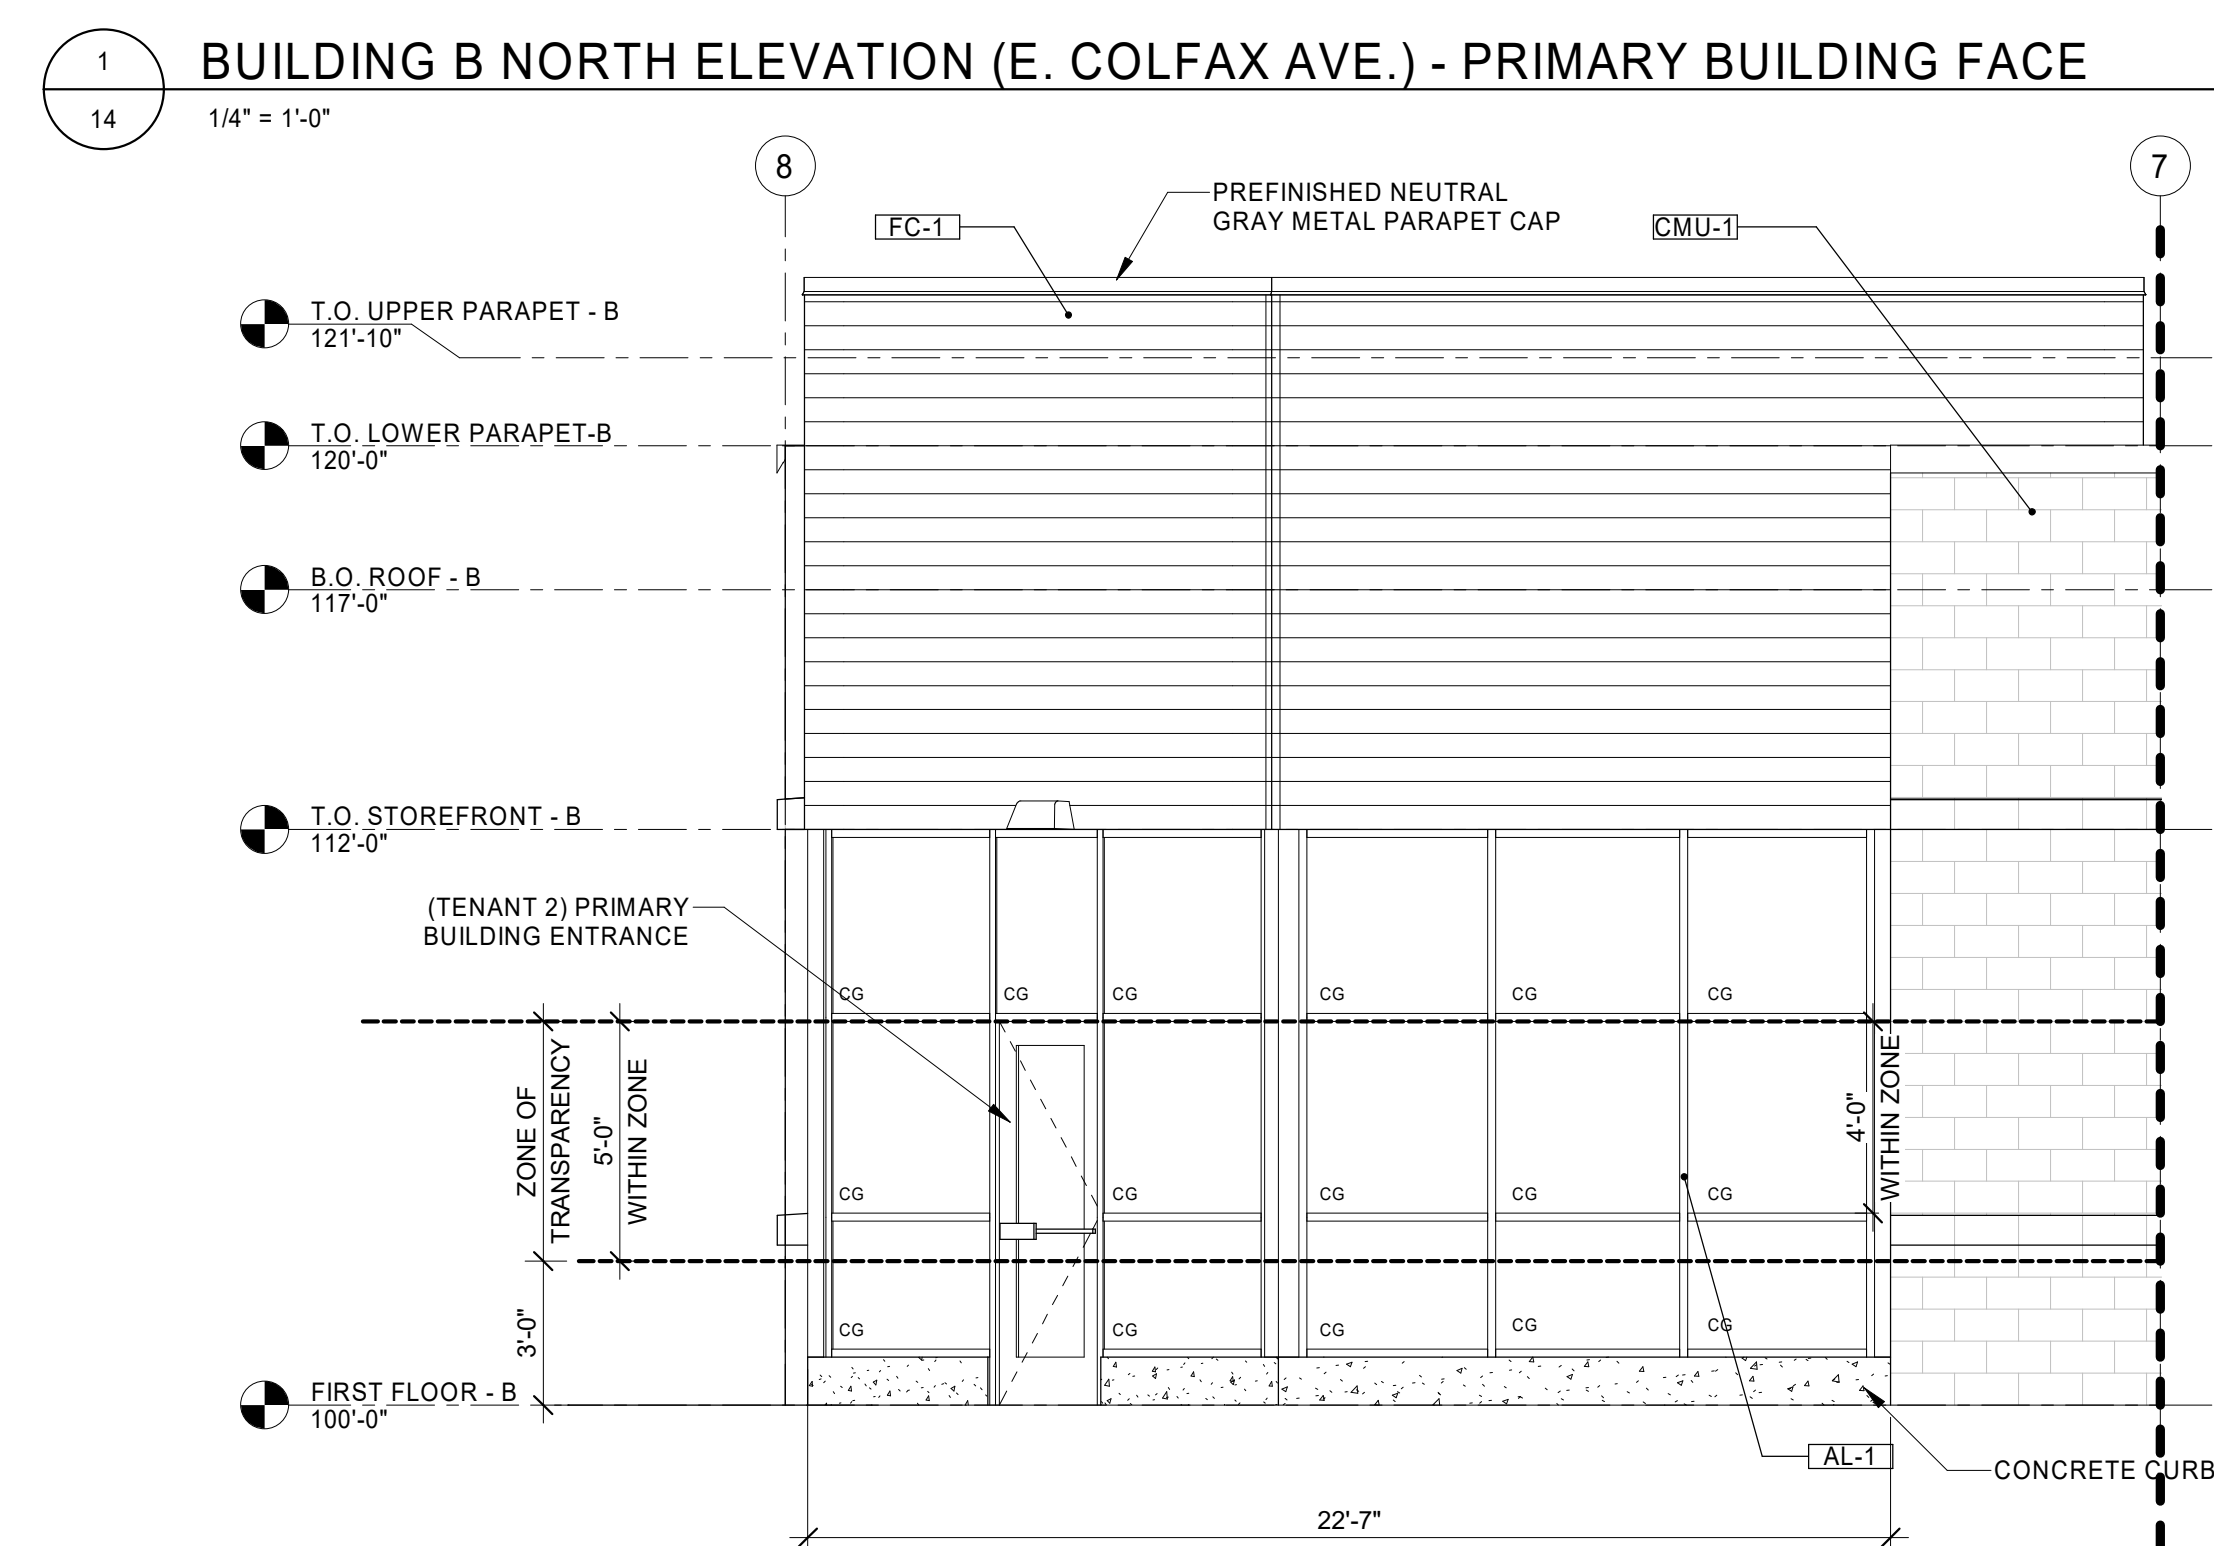 1
14
BUILDING B NORTH ELEVATION (E. COLFAX AVE.) - PRIMARY BUILDING FACE
1/4" = 1'-0"
8
7
PREFINISHED NEUTRAL
GRAY METAL PARAPET CAP
FC-1
CMU-1
T.O. UPPER PARAPET - B
121'-10"
T.O. LOWER PARAPET-B
120'-0"
B.O. ROOF - B
117'-0"
T.O. STOREFRONT - B
112'-0"
(TENANT 2) PRIMARY
BUILDING ENTRANCE
CG CG CG CG CG CG
ZONE OF
TRANSPARENCY
5'-0"
WITHIN ZONE
4'-0"
WITHIN ZONE
CG CG CG CG CG
3'-0"
CG CG CG CG CG
FIRST FLOOR - B
100'-0"
AL-1
CONCRETE CURB
22'-7"